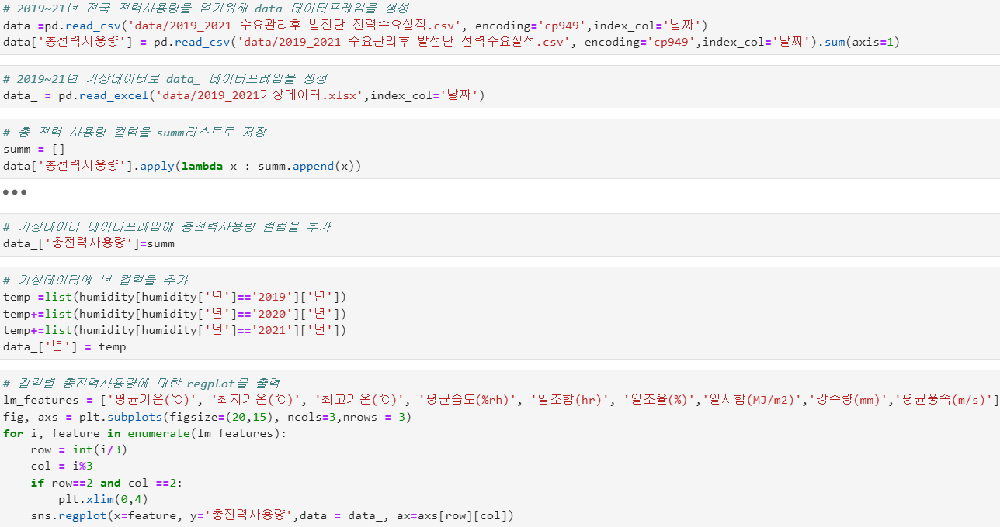 # 2019~21년 전국 전력사용량을 얻기위해 data 데이터프레임을 생성
data =pd.read_csv('data/2019_2021 수요관리후 발전단 전력수요실적.csv', encoding='cp949',index_col='날짜')
data['총전력사용량'] = pd.read_csv('data/2019_2021 수요관리후 발전단 전력수요실적.csv', encoding='cp949',index_col='날짜').sum(axis=1)
# 2019~21년 기상데이터로 data_ 데이터프레임을 생성
data_ = pd.read_excel('data/2019_2021기상데이터.xlsx',index_col='날짜')
# 총 전력 사용량 컬럼을 summ리스트로 저장
summ = []
data['총전력사용량'].apply(lambda x : summ.append(x))
•••
# 기상데이터 데이터프레임에 총전력사용량 컬럼을 추가
data_['총전력사용량']=summ
# 기상데이터에 년 컬럼을 추가
temp =list(humidity[humidity['년']=='2019']['년'])
temp+=list(humidity[humidity['년']=='2020']['년'])
temp+=list(humidity[humidity['년']=='2021']['년'])
data_['년'] = temp
# 컬럼별 총전력사용량에 대한 regplot을 출력
lm_features = ['평균기온(℃)', '최저기온(℃)', '최고기온(℃)', '평균습도(%rh)', '일조합(hr)', '일조율(%)','일사합(MJ/m2)','강수량(mm)','평균풍속(m/s)']
fig, axs = plt.subplots(figsize=(20,15), ncols=3,nrows = 3)
for i, feature in enumerate(lm_features):
    row = int(i/3)
    col = i%3
    if row==2 and col ==2:
        plt.xlim(0,4)
    sns.regplot(x=feature, y='총전력사용량',data = data_, ax=axs[row][col])